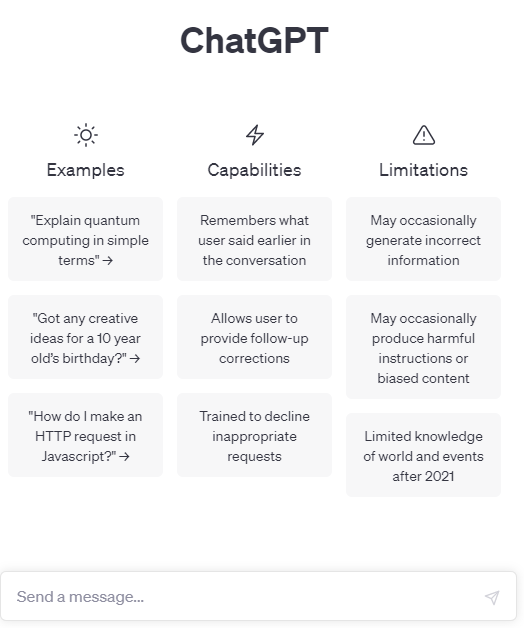 ChatGPT
Examples
"Explain quantum
computing in simple
terms" →
"Got any creative
ideas for a 10 year
old's birthday?" →
"How do I make an
HTTP request in
Javascript?" →
Capabilities
Remembers what
user said earlier in
the conversation
Allows user to
provide follow-up
corrections
Trained to decline
inappropriate
requests
Limitations
May occasionally
generate incorrect
information
May occasionally
produce harmful
instructions or
biased content
Limited knowledge
of world and events
after 2021
Send a message...